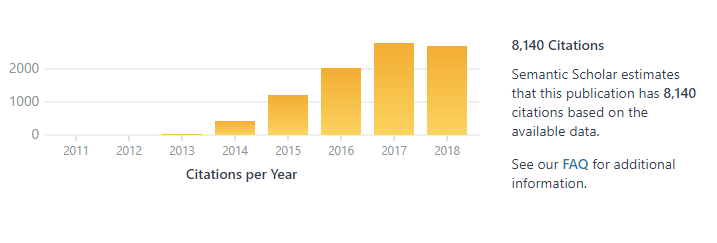 2000
1000
0
2011 2012 2013 2014 2015 2016 2017 2018
Citations per Year
8,140 Citations
Semantic Scholar estimates
that this publication has 8,140
citations based on the
available data.
See our FAQ for additional
information.